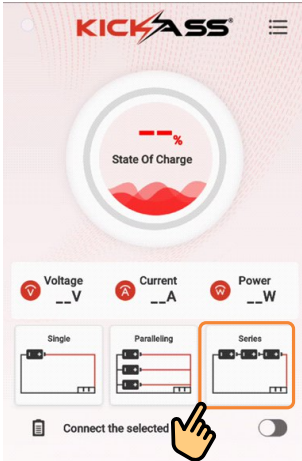 KICKASS®
--%
State Of Charge
V Voltage __V
A Current __A
W Power __W
Single
Paralleling
Series
Connect the selected